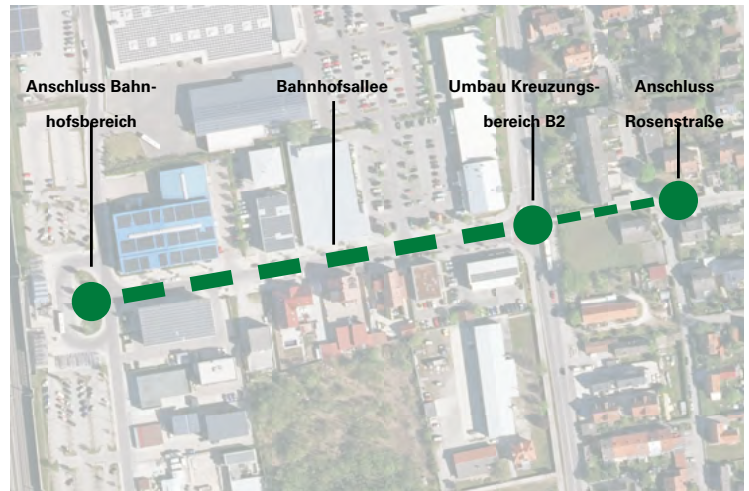 Anschluss Bahn-
hofsbereich
Bahnhofsallee
Umbau Kreuzungs-
bereich B2
Anschluss
Rosenstraße